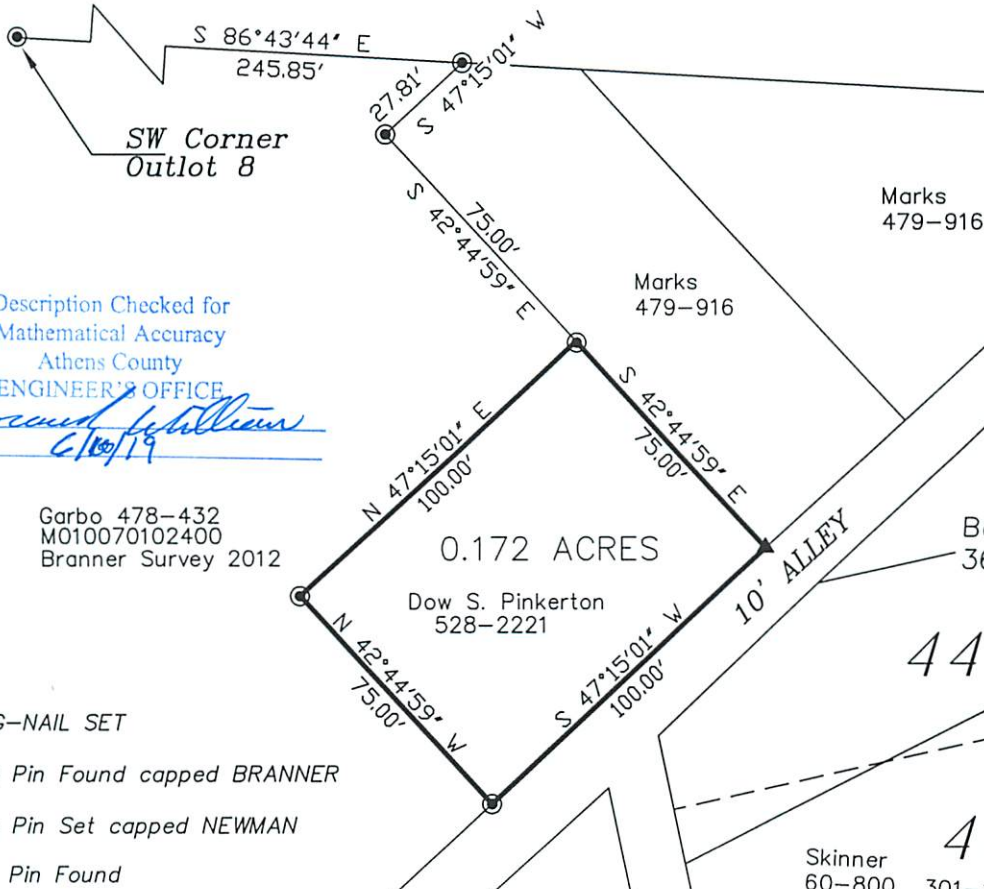 S 86°43'44" E
245.85'
27.81'
S 47°15'01" W
SW Corner
Outlot 8
75.00'
S 42°44'59" E
Marks
479-916
Marks
479-916
Description Checked for
Mathematical Accuracy
Athens County
ENGINEER'S OFFICE
S 42°44'59" E
75.00'
N 47°15'01" E
100.00'
Garbo 478-432
M010070102400
Branner Survey 2012
0.172 ACRES
Dow S. Pinkerton
528-2221
10' ALLEY
N 42°44'59" W
75.00'
S 47°15'01" W
100.00'
44
G-NAIL SET
Pin Found capped BRANNER
Pin Set capped NEWMAN
Pin Found
4
Skinner
60-800